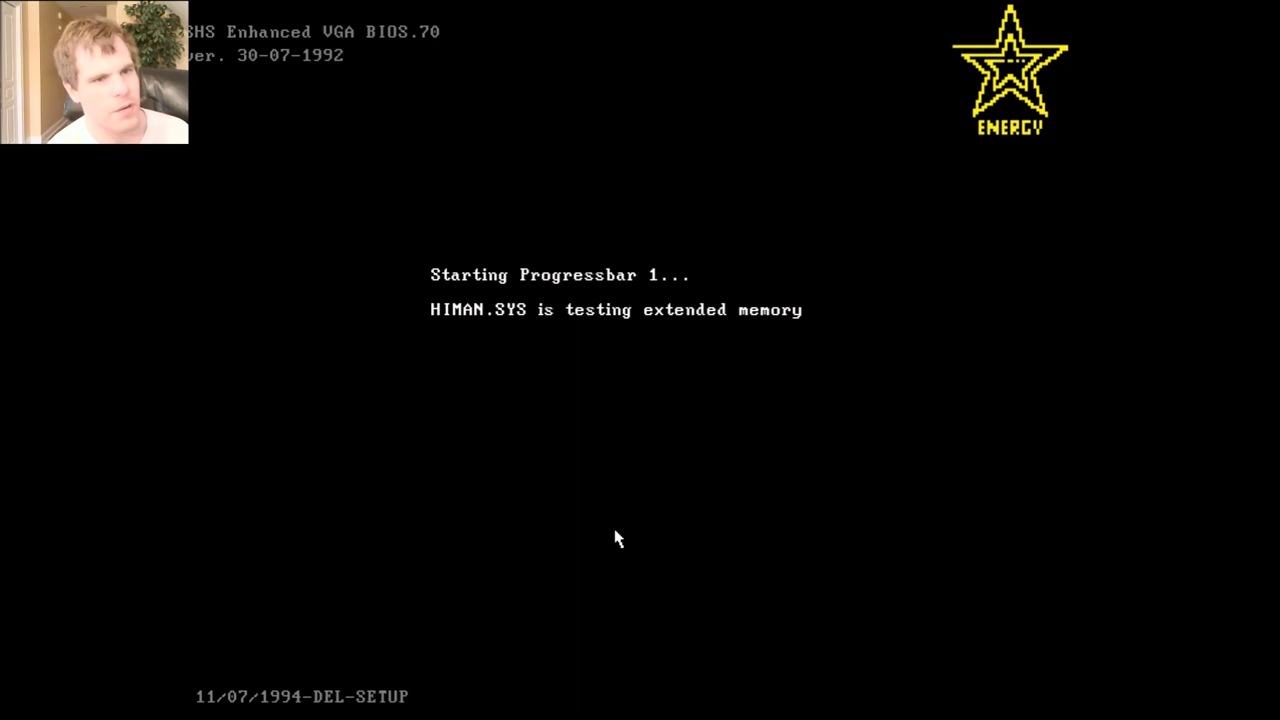 SHS Enhanced VGA BIOS.70
ver. 30-07-1992
ENERGY
Starting Progressbar 1...
HIMAN.SYS is testing extended memory
11/07/1994-DEL-SETUP